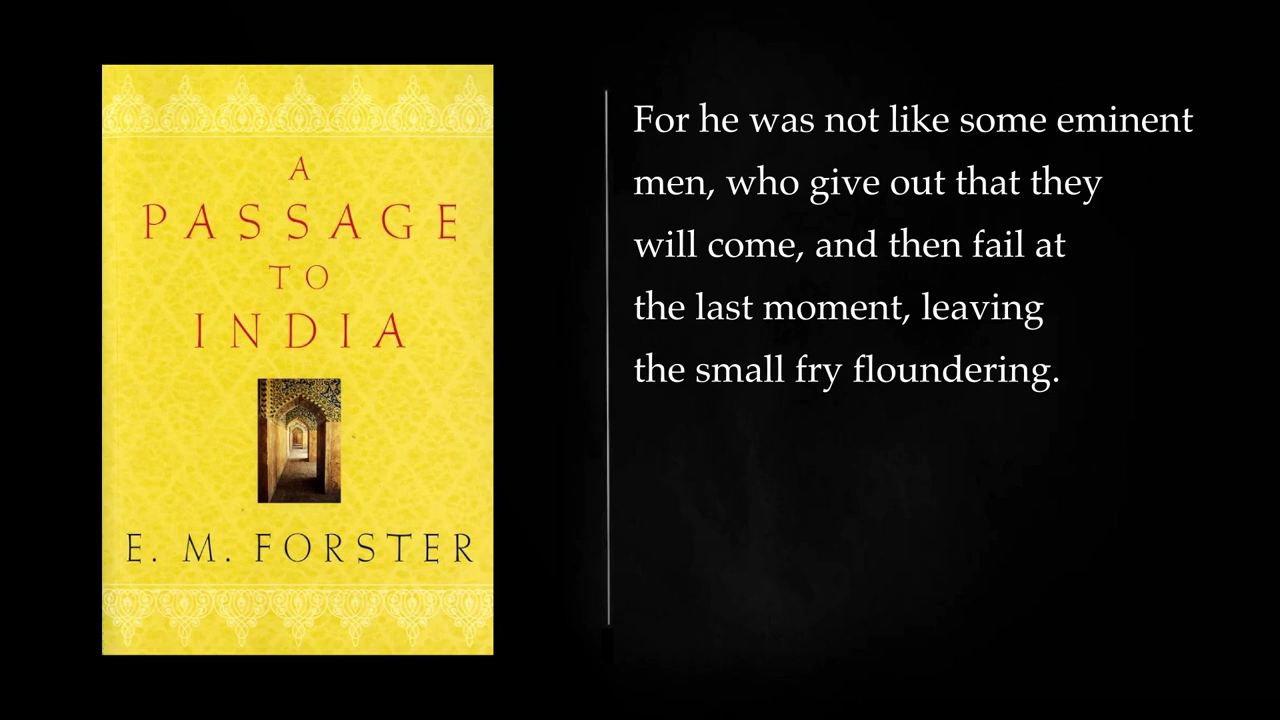 A
PASSAGE
TO
INDIA
E. M. FORSTER
For he was not like some eminent
men, who give out that they
will come, and then fail at
the last moment, leaving
the small fry floundering.